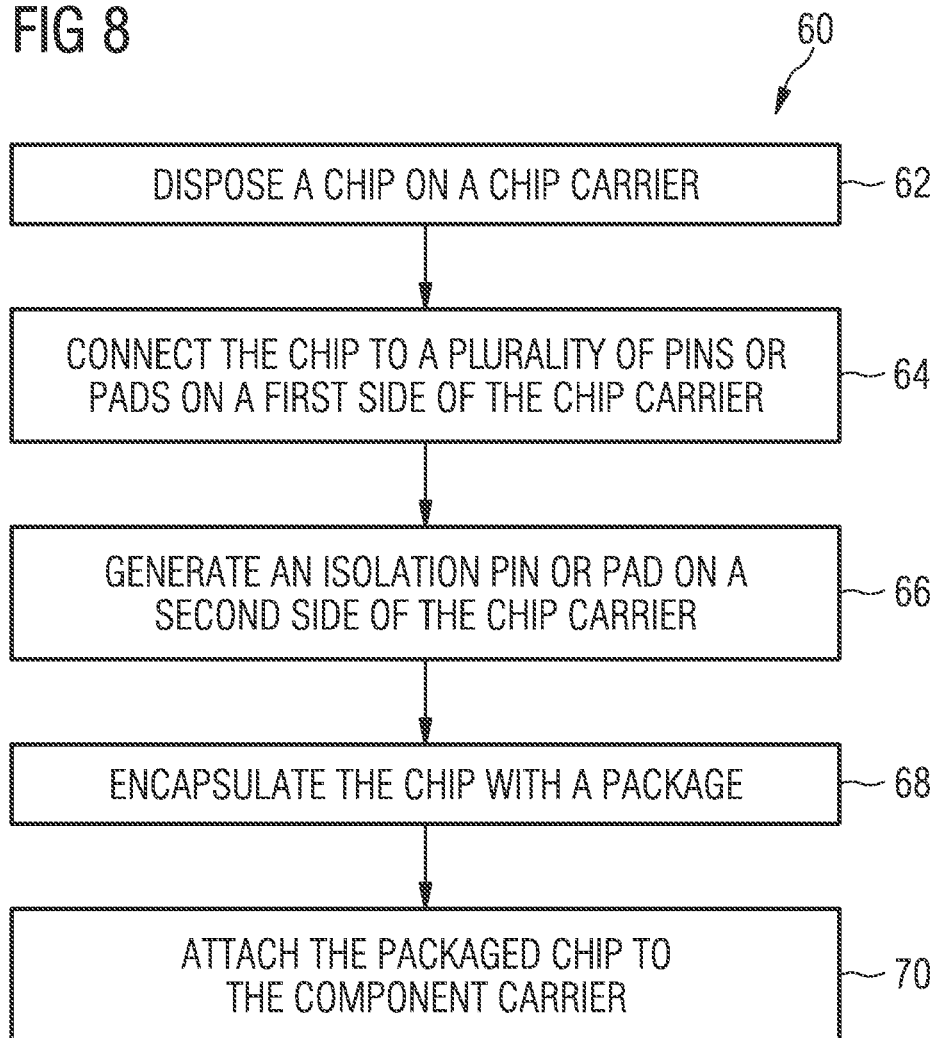 FIG 8
60
DISPOSE A CHIP ON A CHIP CARRIER
62
CONNECT THE CHIP TO A PLURALITY OF PINS OR
PADS ON A FIRST SIDE OF THE CHIP CARRIER
64
GENERATE AN ISOLATION PIN OR PAD ON A
SECOND SIDE OF THE CHIP CARRIER
66
ENCAPSULATE THE CHIP WITH A PACKAGE
68
ATTACH THE PACKAGED CHIP TO
THE COMPONENT CARRIER
70